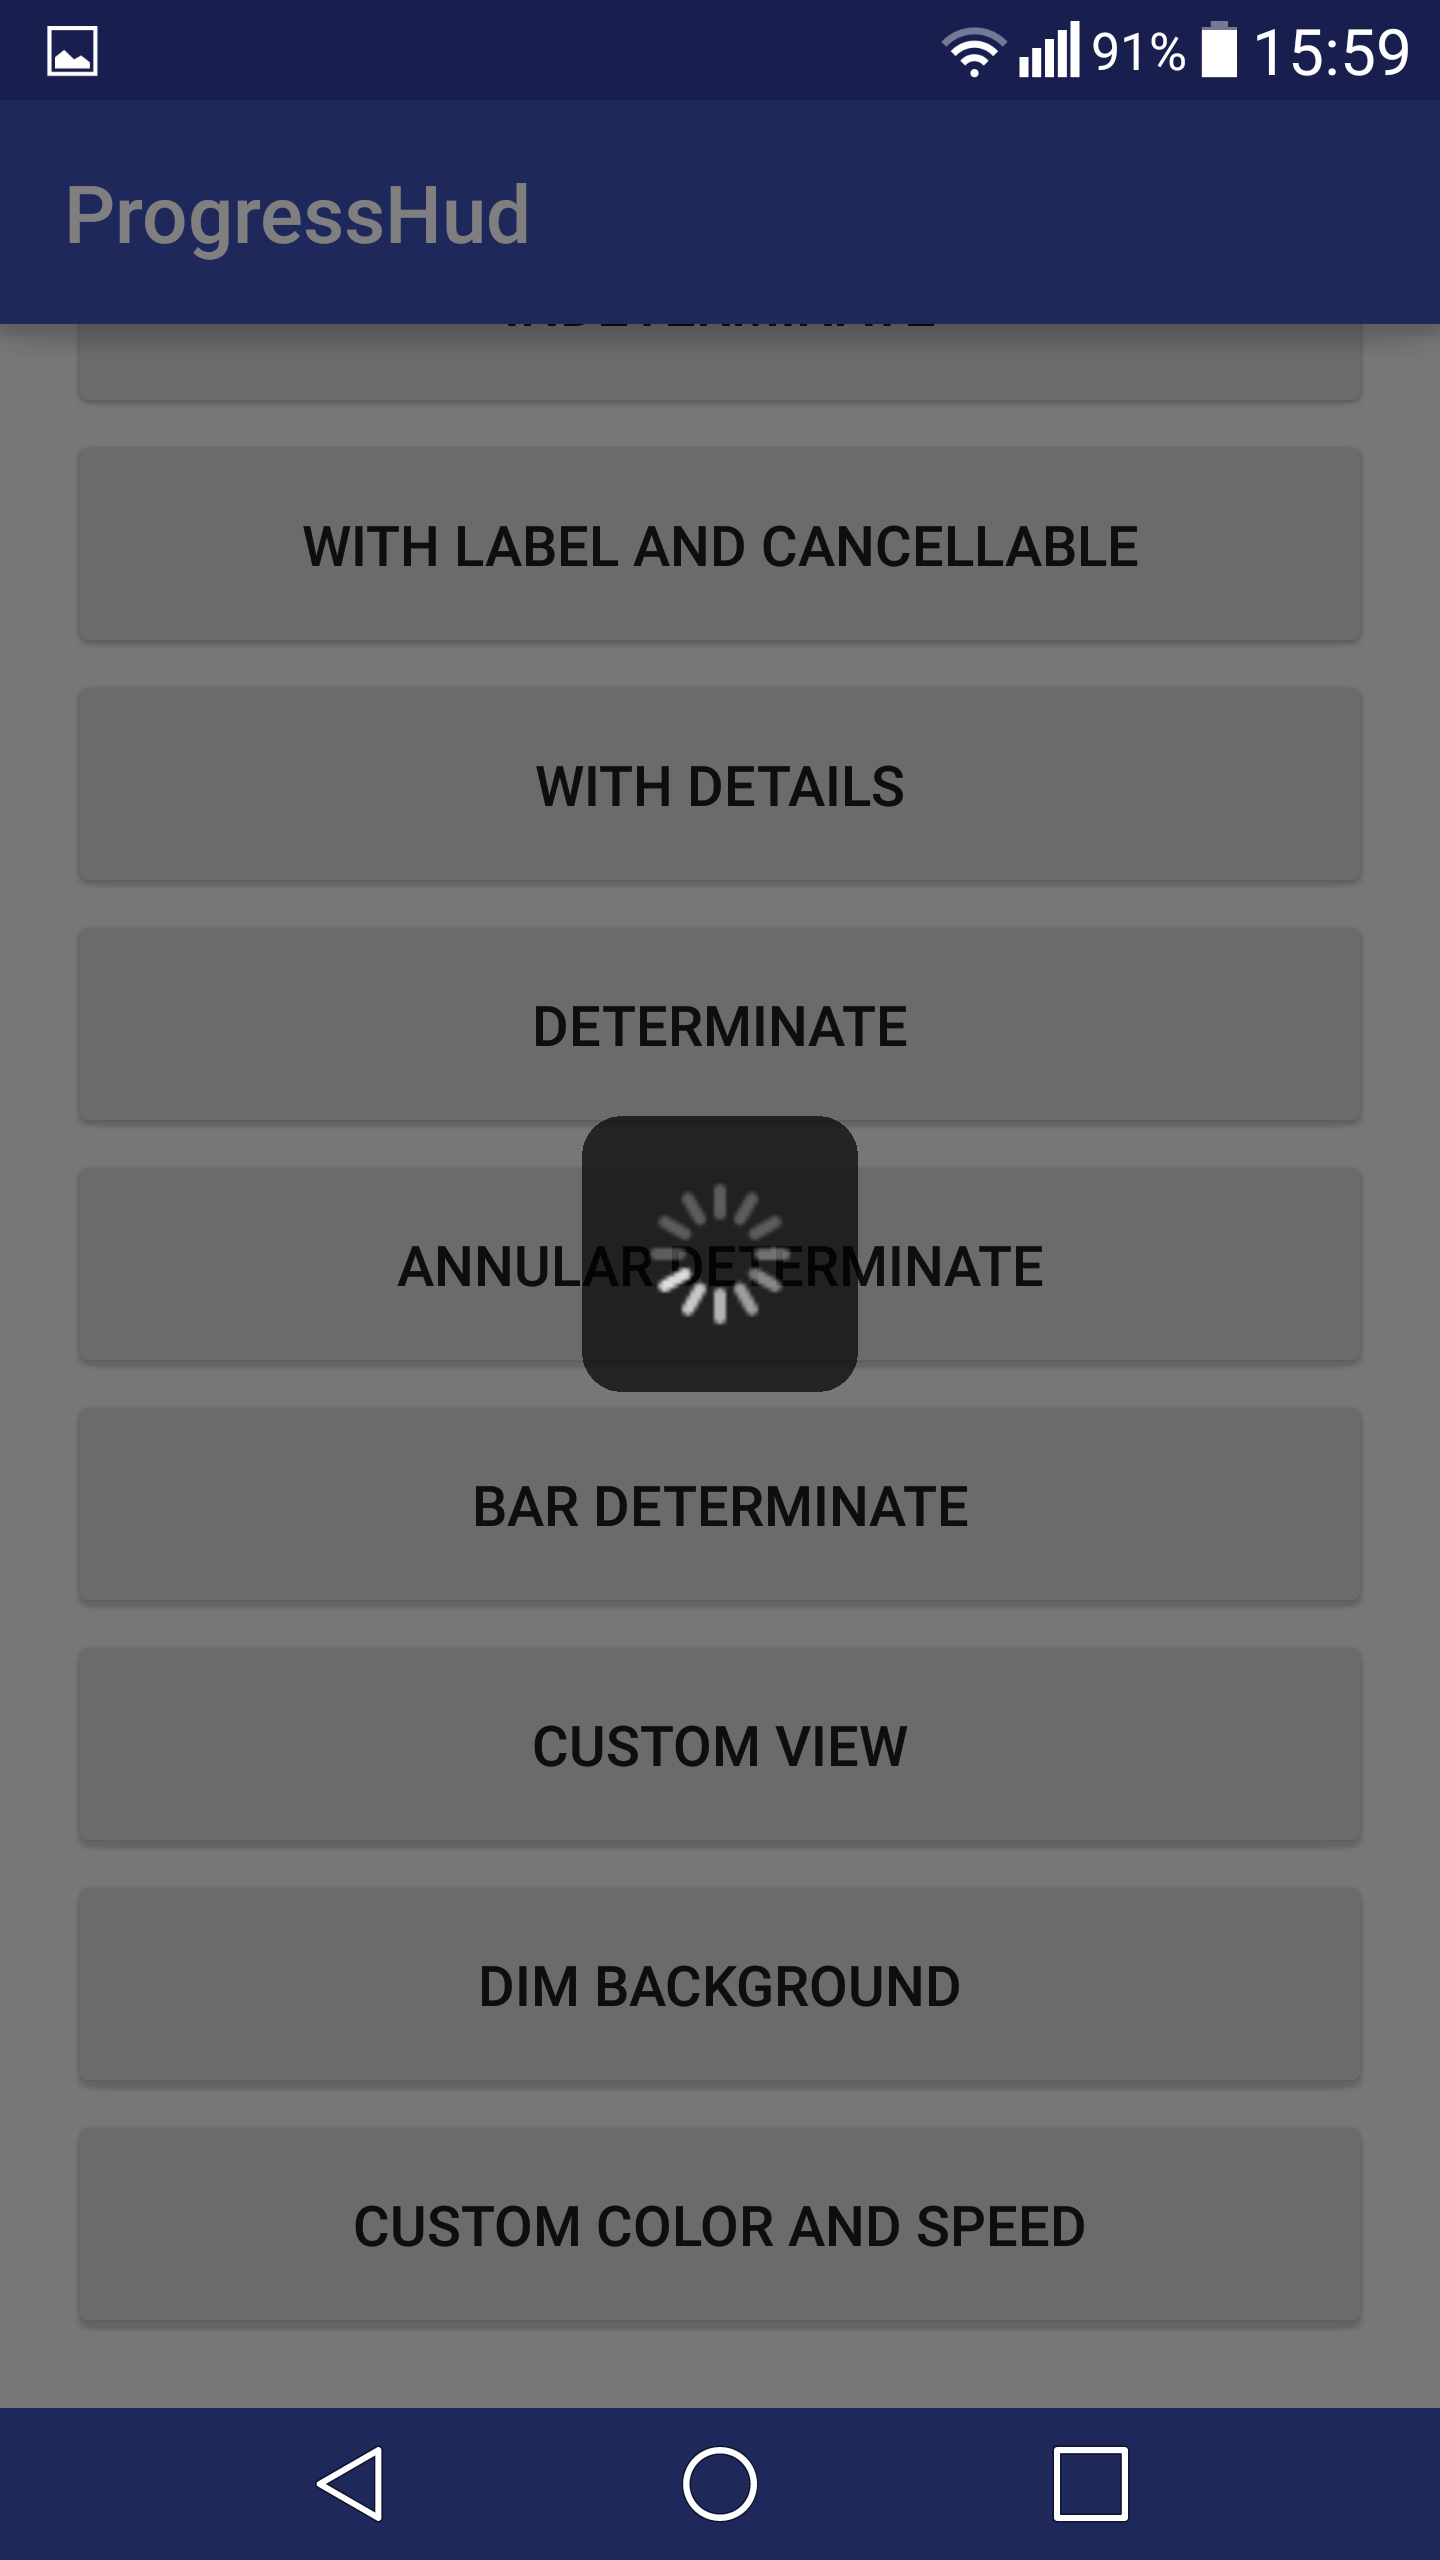 91% 15:59
ProgressHud
INDETERMINATE
WITH LABEL AND CANCELLABLE
WITH DETAILS
DETERMINATE
ANNULAR DETERMINATE
BAR DETERMINATE
CUSTOM VIEW
DIM BACKGROUND
CUSTOM COLOR AND SPEED